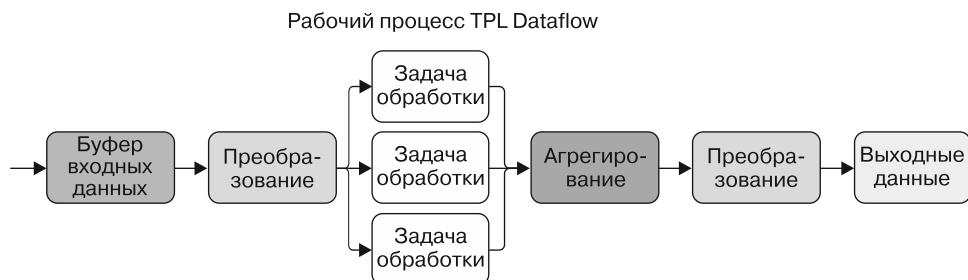 Рабочий процесс TPL Dataflow
Буфер
входных
данных
Преобра-
зование
Задача
обработки
Задача
обработки
Задача
обработки
Агрегиро-
вание
Преобра-
зование
Выходные
данные